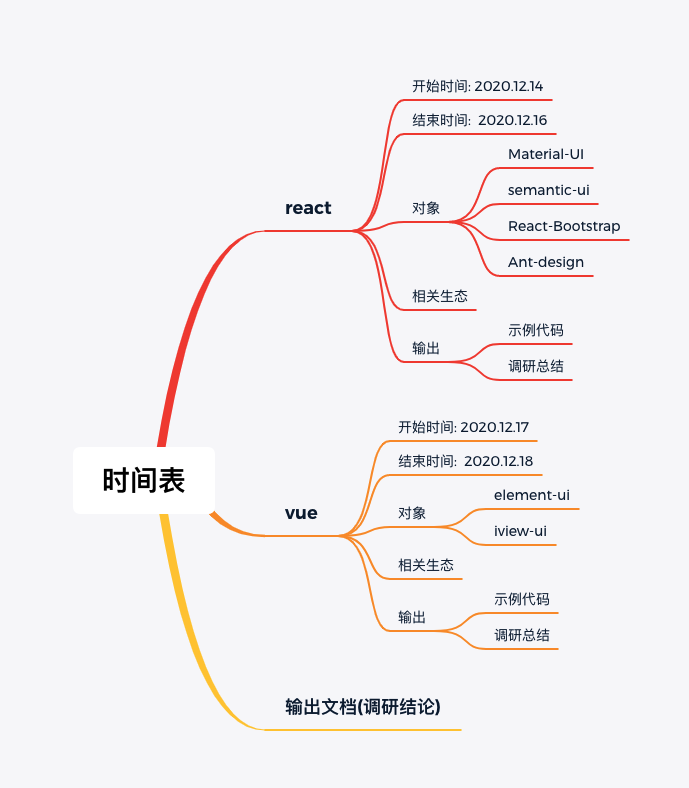 开始时间: 2020.12.14
结束时间:  2020.12.16
Material-UI
semantic-ui
react
对象
React-Bootstrap
Ant-design
相关生态
示例代码
输出
调研总结
开始时间: 2020.12.17
结束时间:  2020.12.18
时间表
element-ui
vue
对象
iview-ui
相关生态
示例代码
输出
调研总结
输出文档(调研结论)